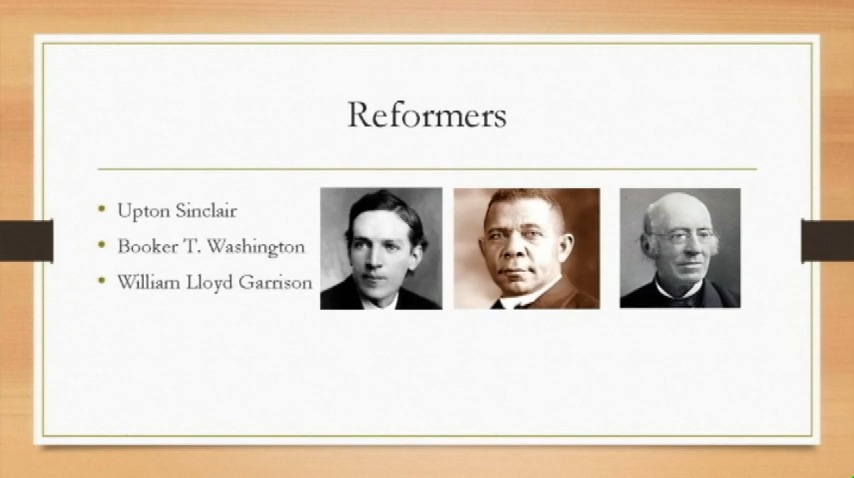 Reformers
• Upton Sinclair
• Booker T. Washington
• William Lloyd Garrison